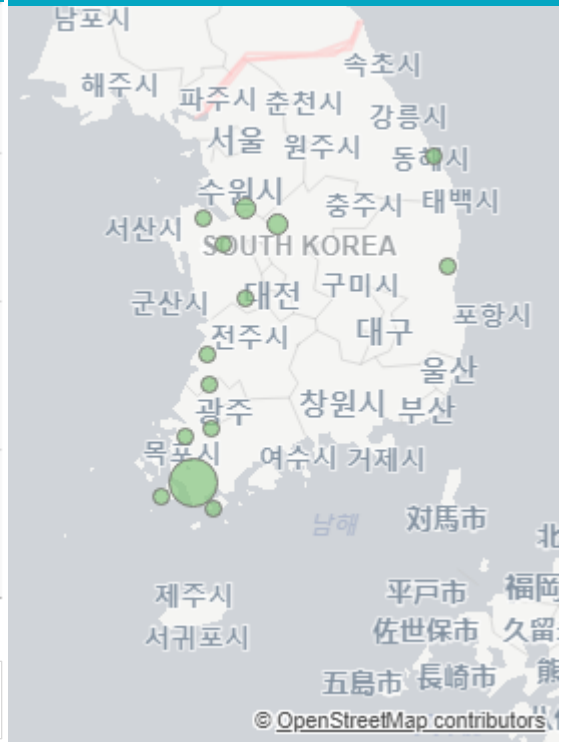 남포시
속초시
해주시
파주시 춘천시
강릉시
서울 원주시
동해시
수원시
충주시 태백시
서산시
SOUTH KOREA
대전 구미시
군산시
포항시
전주시 대구
울산
광주 창원시 부산
목포시 여수시 거제시
남해 対馬市
北
제주시 平戸市 福岡
서귀포시 佐世保市 久留
五島市 長崎市 熊
© OpenStreetMap contributors